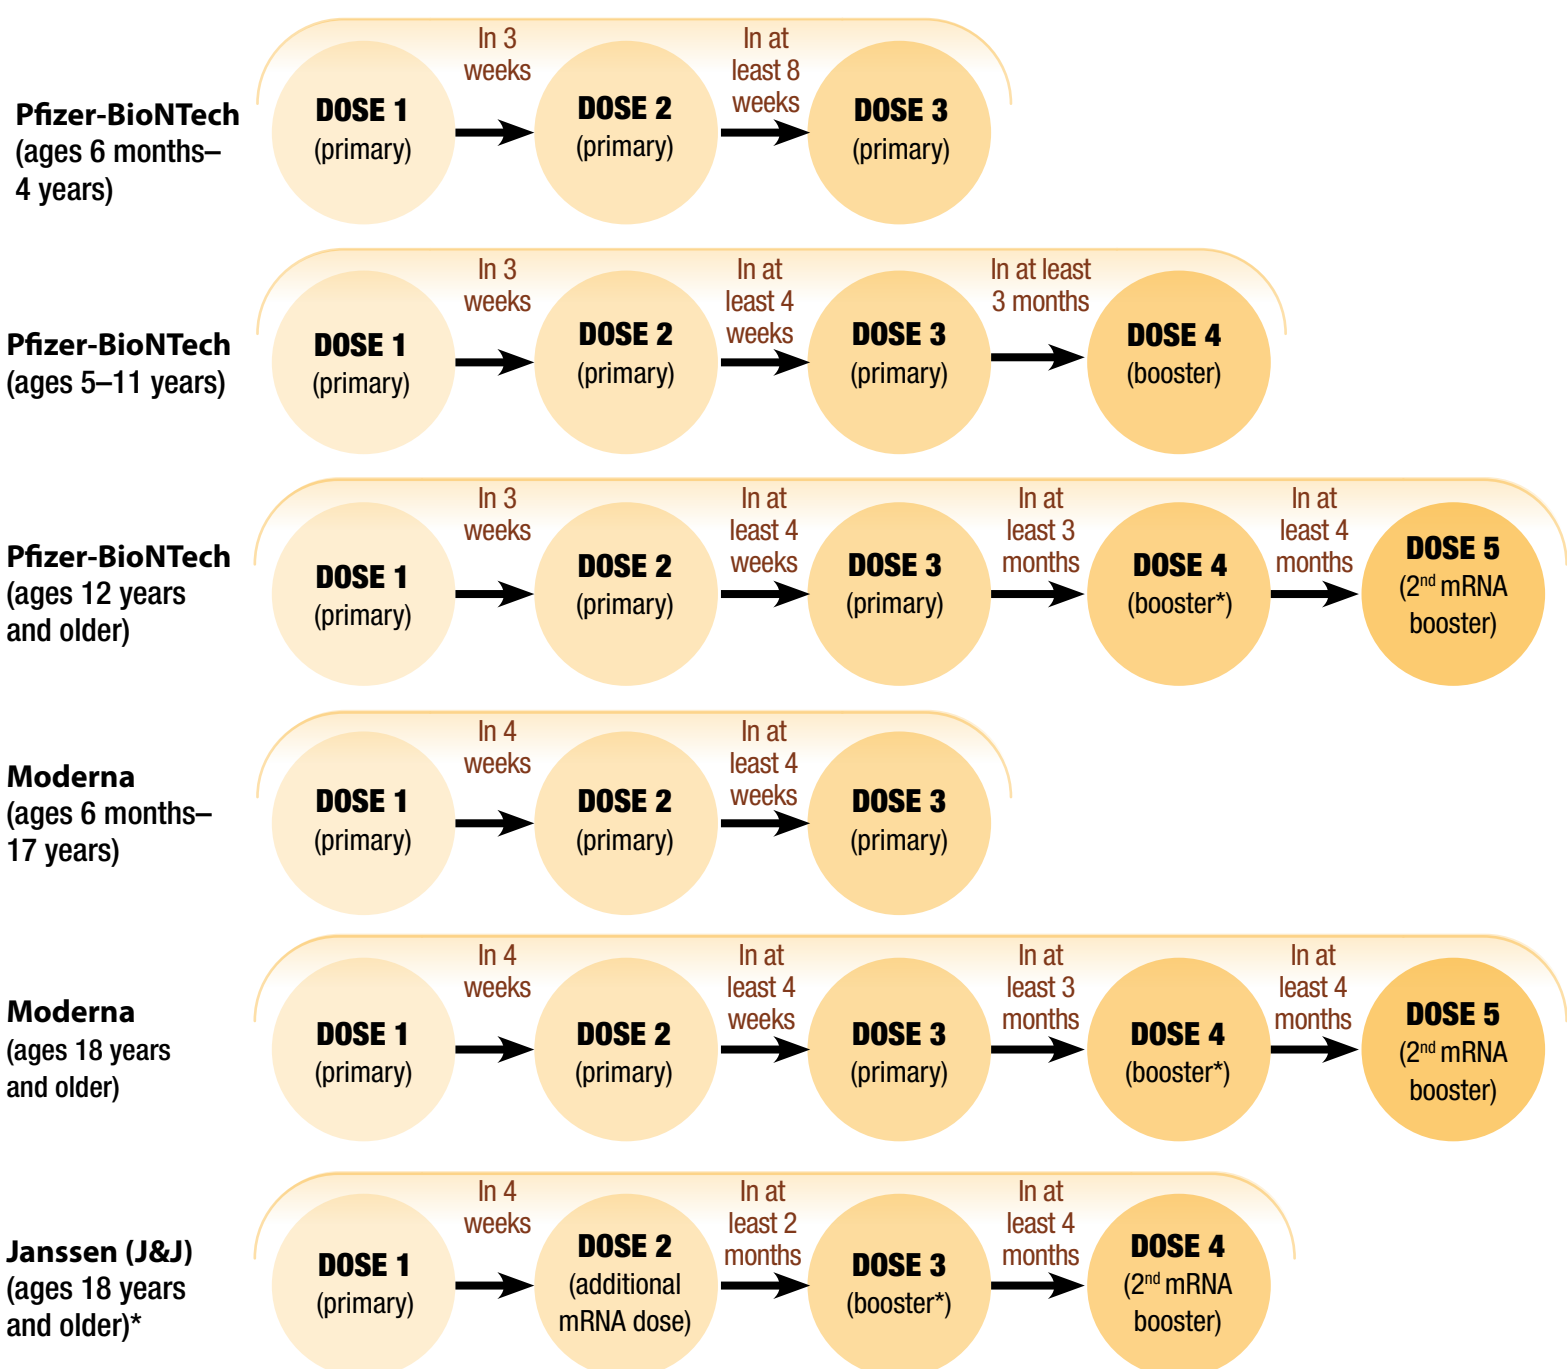 Pfizer-BioNTech
(ages 6 months–
4 years)
DOSE 1
(primary)
In 3
weeks
DOSE 2
(primary)
In at
least 8
weeks
DOSE 3
(primary)
Pfizer-BioNTech
(ages 5–11 years)
DOSE 1
(primary)
In 3
weeks
DOSE 2
(primary)
In at
least 4
weeks
DOSE 3
(primary)
In at least
3 months
DOSE 4
(booster)
Pfizer-BioNTech
(ages 12 years
and older)
DOSE 1
(primary)
In 3
weeks
DOSE 2
(primary)
In at
least 4
weeks
DOSE 3
(primary)
In at
least 3
months
DOSE 4
(booster*)
In at
least 4
months
DOSE 5
(2nd mRNA
booster)
Moderna
(ages 6 months–
17 years)
DOSE 1
(primary)
In 4
weeks
DOSE 2
(primary)
In at
least 4
weeks
DOSE 3
(primary)
Moderna
(ages 18 years
and older)
DOSE 1
(primary)
In 4
weeks
DOSE 2
(primary)
In at
least 4
weeks
DOSE 3
(primary)
In at
least 3
months
DOSE 4
(booster*)
In at
least 4
months
DOSE 5
(2nd mRNA
booster)
Janssen (J&J)
(ages 18 years
and older)*
DOSE 1
(primary)
In 4
weeks
DOSE 2
(additional
mRNA dose)
In at
least 2
months
DOSE 3
(booster*)
In at
least 4
months
DOSE 4
(2nd mRNA
booster)